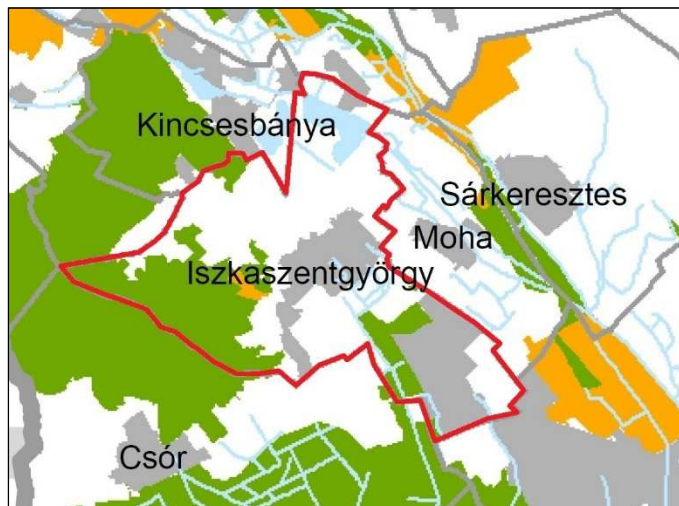 Kincsesbánya
Sárkeresztes
Moha
Iszkaszentgyörgy
Csór